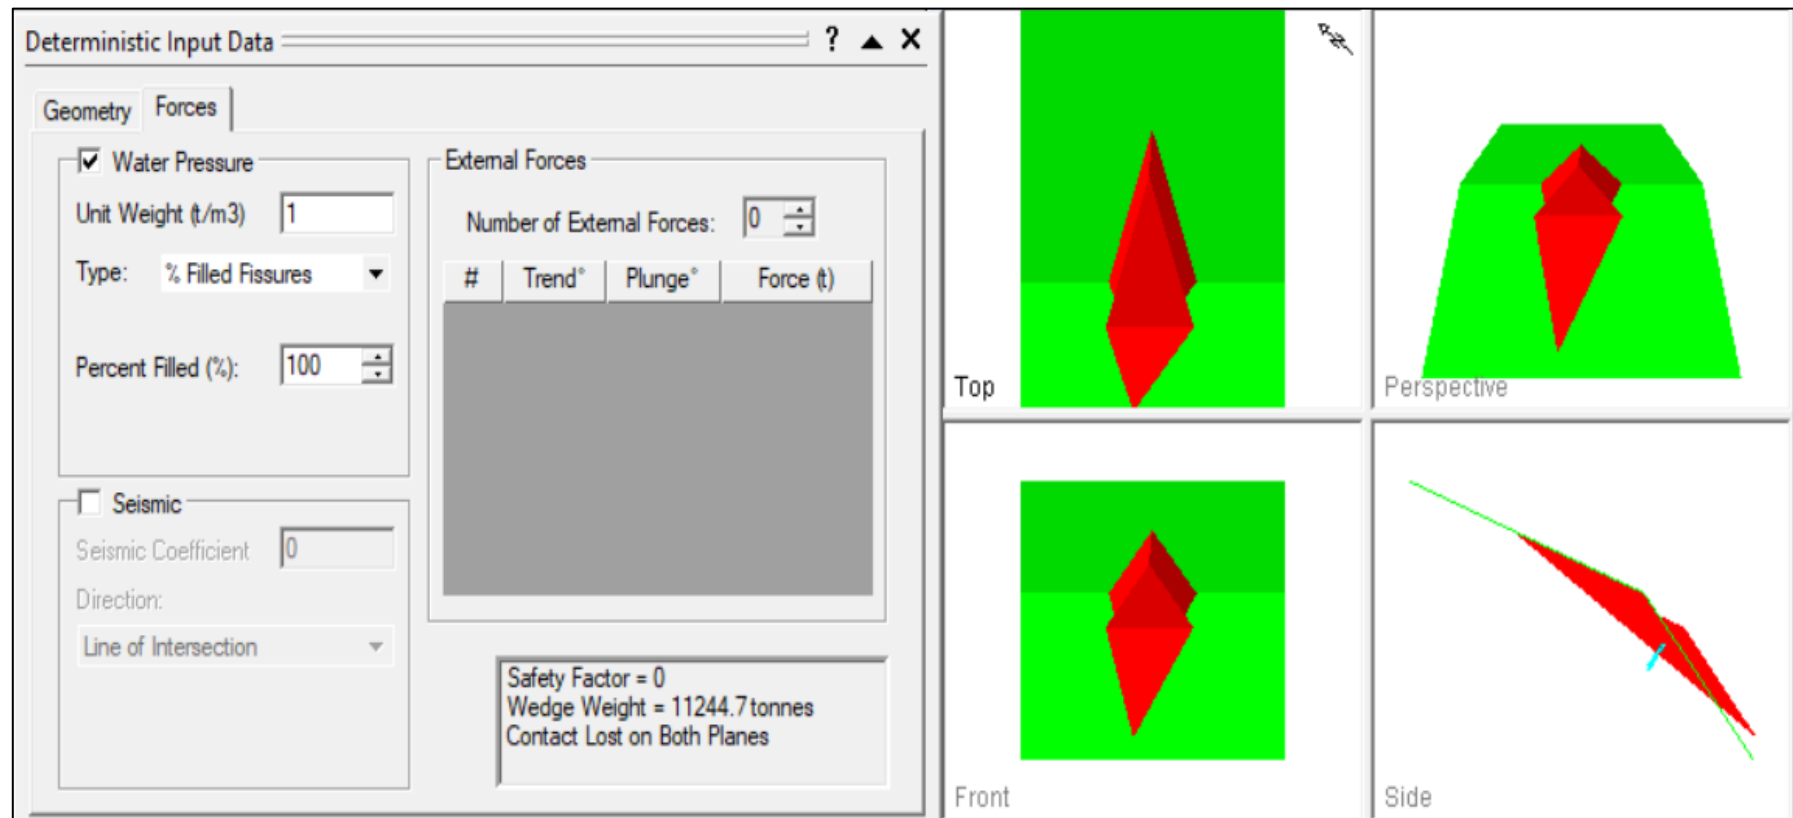 Deterministic Input Data
? ▲ X
Geometry
Forces
Water Pressure
Unit Weight (t/m3) 1
Type: % Filled Fissures
Percent Filled (%): 100
Seismic
Seismic Coefficient 0
Direction:
Line of Intersection
External Forces
Number of External Forces: 0
# Trend° Plunge° Force (t)
Safety Factor = 0
Wedge Weight = 11244.7 tonnes
Contact Lost on Both Planes
N
Top
Perspective
Front
Side